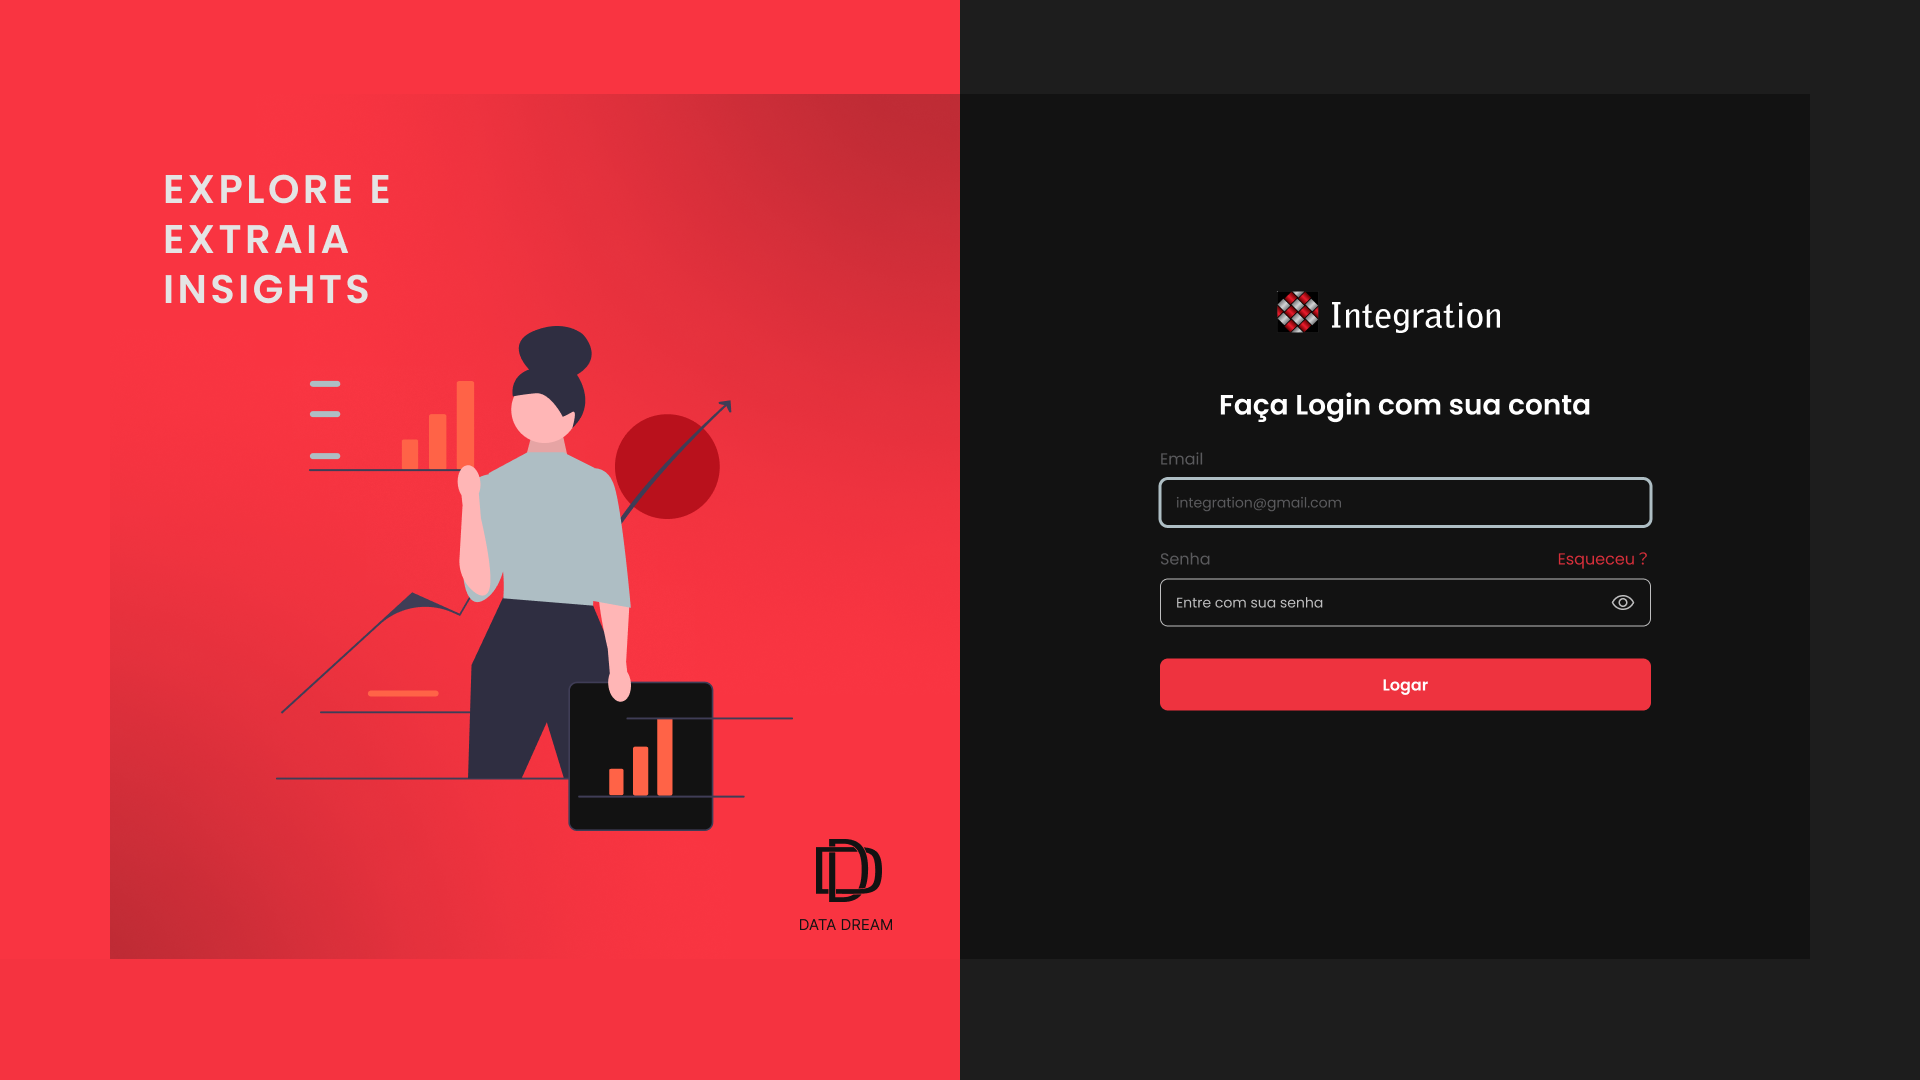 EXPLORE E
EXTRAIA
INSIGHTS
DATA DREAM
Integration
Faça Login com sua conta
Email
integration@gmail.com
Senha
Esqueceu ?
Entre com sua senha
Logar